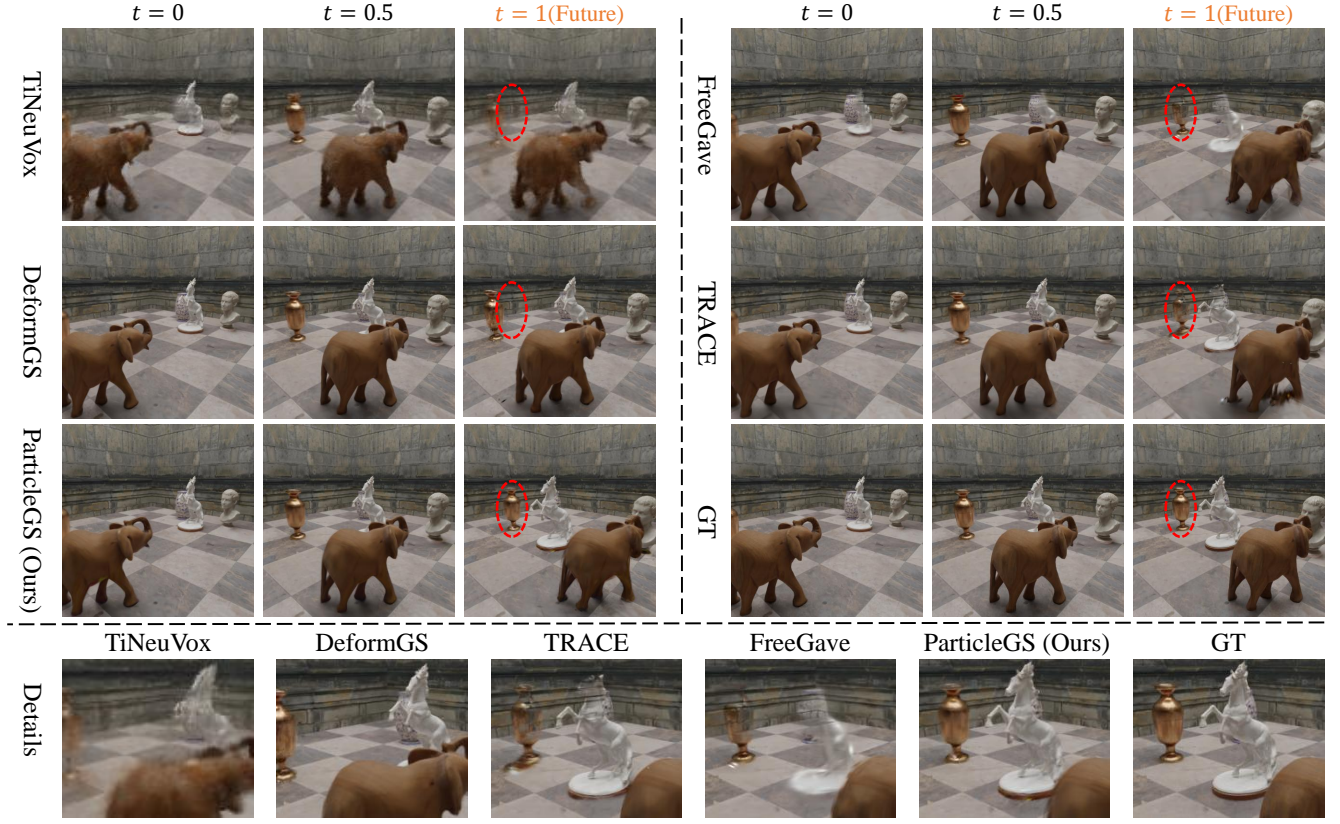 t = 0 t = 0.5 t = 1(Future) t = 0 t = 0.5 t = 1(Future)
TiNeuVox FreeGave
DeformGS TRACE
ParticleGS (Ours) GT
TiNeuVox DeformGS TRACE FreeGave ParticleGS (Ours) GT
Details